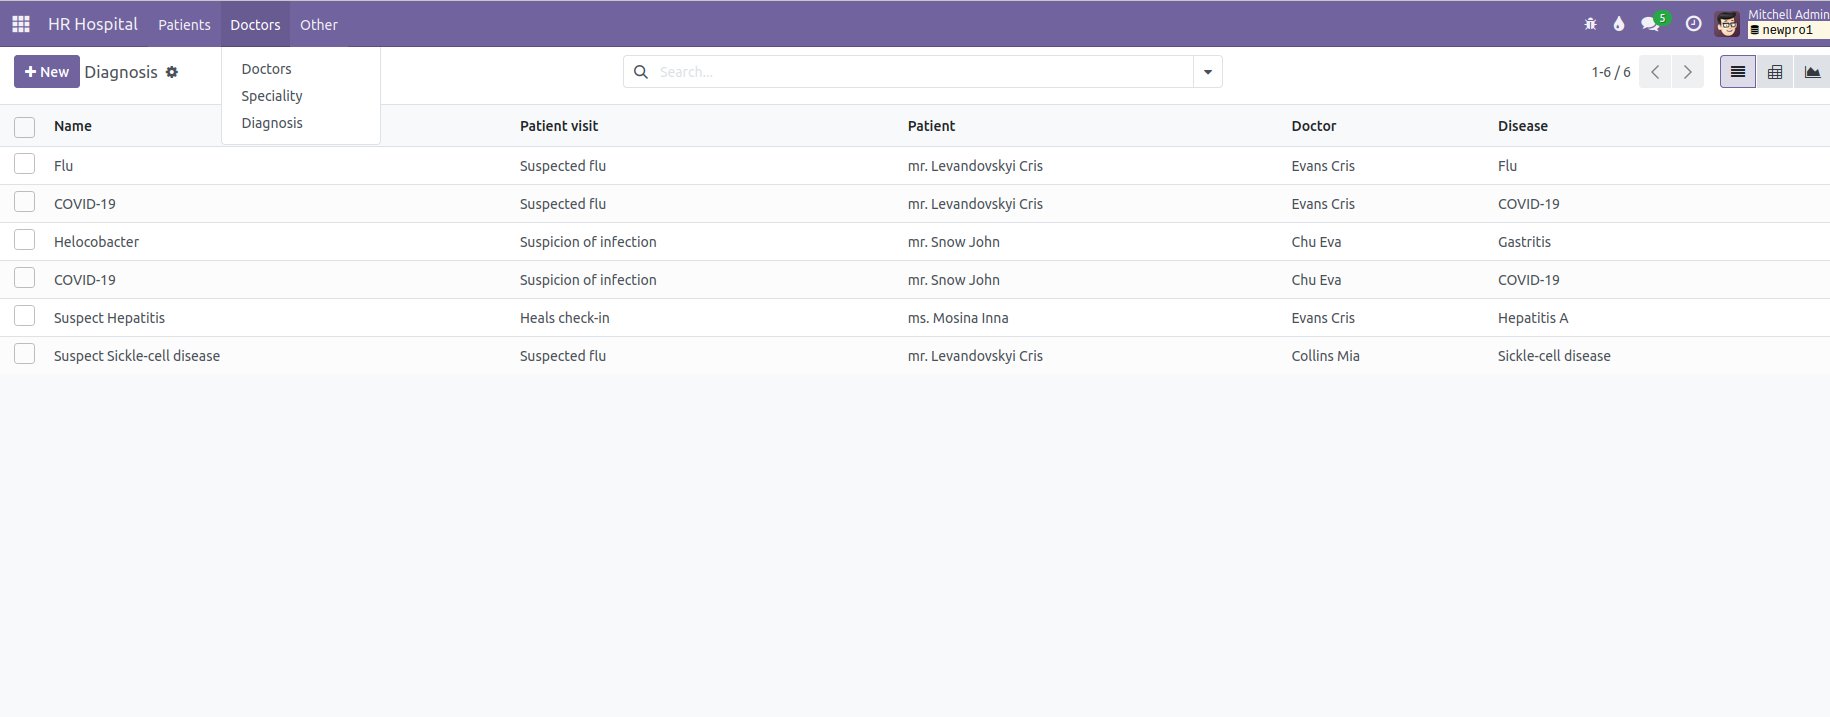 HR Hospital Patients Doctors Other 5 Mitchell Admin
newpro1
New Diagnosis Search... 1-6 / 6
Doctors
Speciality
Diagnosis
Name Patient visit Patient Doctor Disease
Flu Suspected flu mr. Levandovskyi Cris Evans Cris Flu
COVID-19 Suspected flu mr. Levandovskyi Cris Evans Cris COVID-19
Helocobacter Suspicion of infection mr. Snow John Chu Eva Gastritis
COVID-19 Suspicion of infection mr. Snow John Chu Eva COVID-19
Suspect Hepatitis Heals check-in ms. Mosina Inna Evans Cris Hepatitis A
Suspect Sickle-cell disease Suspected flu mr. Levandovskyi Cris Collins Mia Sickle-cell disease